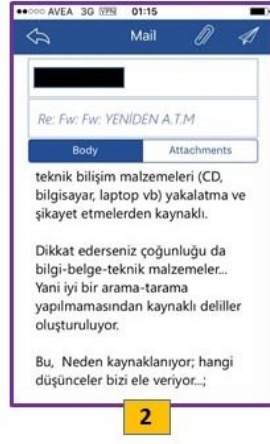 AVEA 3G VPN 01:15
Mail
Re: Fw: Fw: YENİDEN A.T.M
Body Attachments
teknik bilişim malzemeleri (CD,
bilgisayar, laptop vb) yakalatma ve
şikayet etmelerden kaynaklı.
Dikkat ederseniz çoğunluğu da
bilgi-belge-teknik malzemeler...
Yani iyi bir arama-tarama
yapılmamasından kaynaklı deliller
oluşturuluyor.
Bu, Neden kaynaklanıyor; hangi
düşünceler bizi ele veriyor...;
2